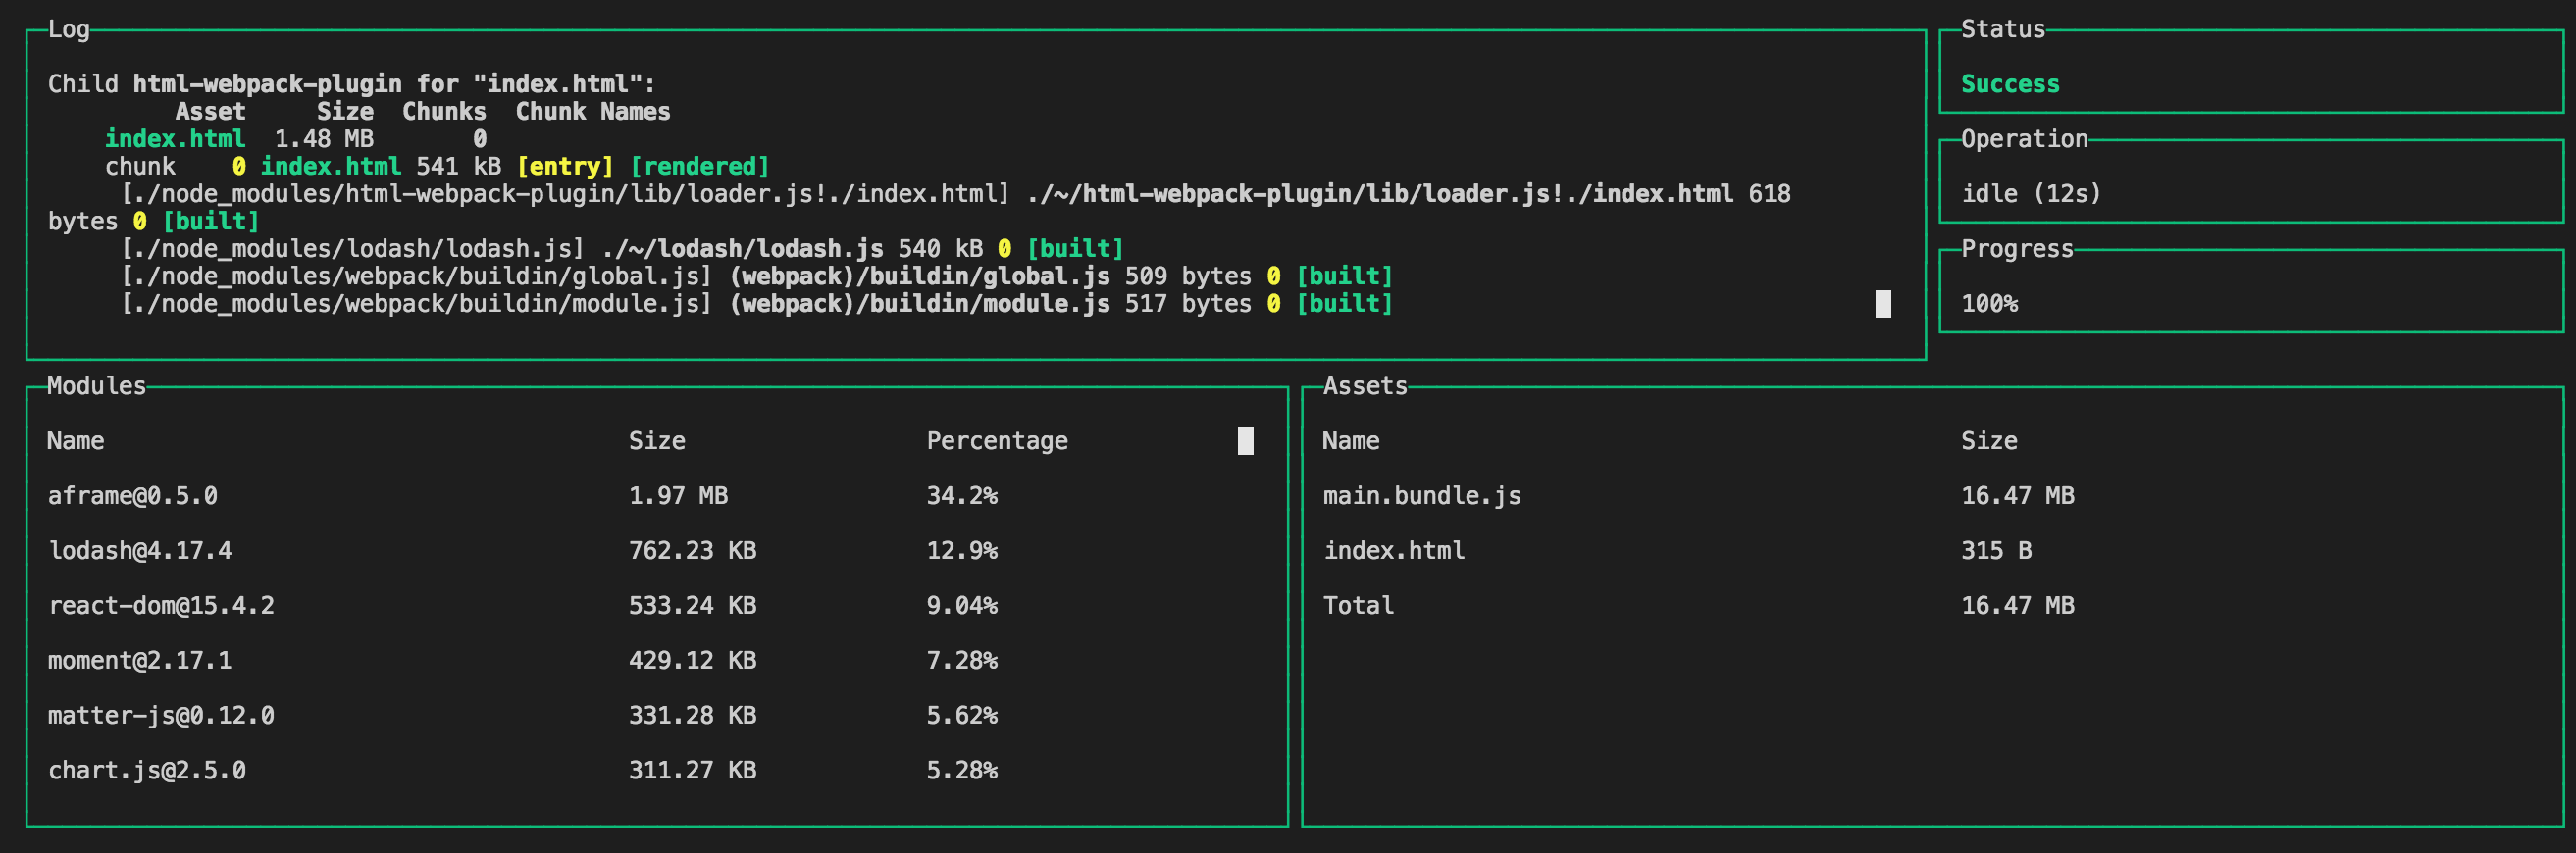 Log
Child html-webpack-plugin for "index.html":
Asset Size Chunks Chunk Names
index.html 1.48 MB 0
chunk 0 index.html 541 kB [entry] [rendered]
[./node_modules/html-webpack-plugin/lib/loader.js!./index.html] ./~/html-webpack-plugin/lib/loader.js!./index.html 618
bytes 0 [built]
[./node_modules/lodash/lodash.js] ./~/lodash/lodash.js 540 kB 0 [built]
[./node_modules/webpack/buildin/global.js] (webpack)/buildin/global.js 509 bytes 0 [built]
[./node_modules/webpack/buildin/module.js] (webpack)/buildin/module.js 517 bytes 0 [built]
Status
Success
Operation
idle (12s)
Progress
100%
Modules
Name Size Percentage
aframe@0.5.0 1.97 MB 34.2%
lodash@4.17.4 762.23 KB 12.9%
react-dom@15.4.2 533.24 KB 9.04%
moment@2.17.1 429.12 KB 7.28%
matter-js@0.12.0 331.28 KB 5.62%
chart.js@2.5.0 311.27 KB 5.28%
Assets
Name Size
main.bundle.js 16.47 MB
index.html 315 B
Total 16.47 MB